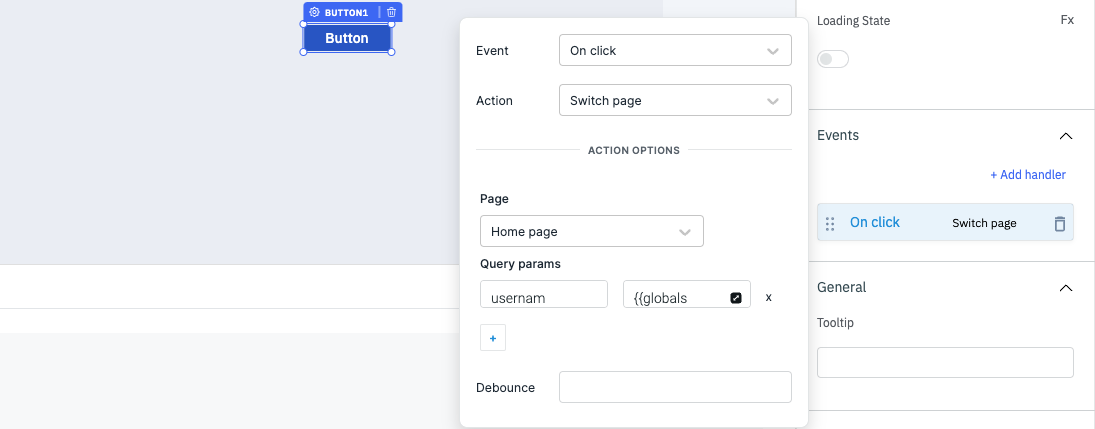 BUTTON1
Button
Event
On click
Action
Switch page
ACTION OPTIONS
Page
Home page
Query params
usernam
{{globals
x
+
Debounce
Loading State
Fx
Events
+ Add handler
On click
Switch page
General
Tooltip